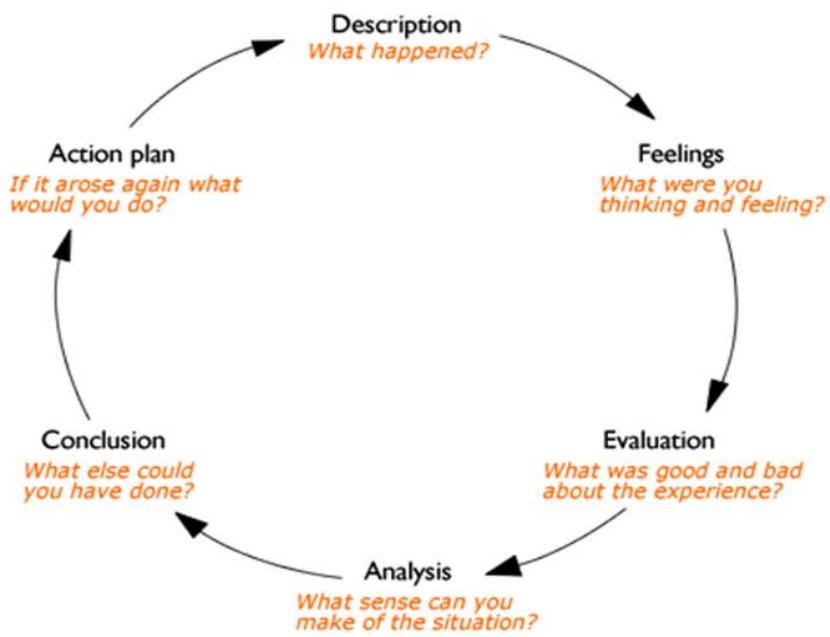 Description
What happened?
Feelings
What were you
thinking and feeling?
Evaluation
What was good and bad
about the experience?
Analysis
What sense can you
make of the situation?
Conclusion
What else could
you have done?
Action plan
If it arose again what
would you do?